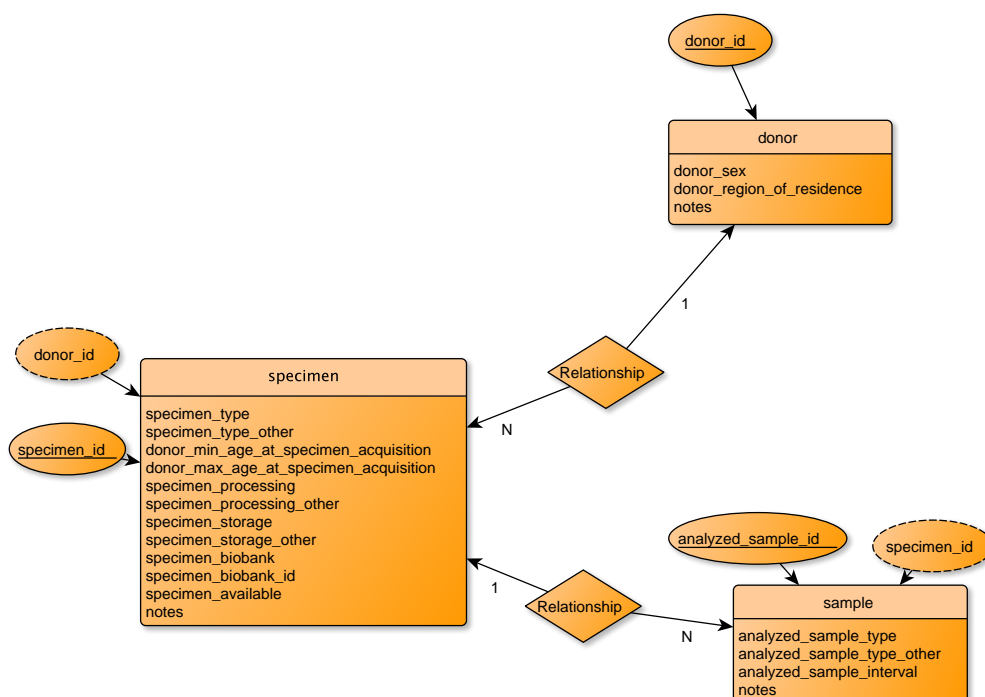 donor_id
donor
donor_sex
donor_region_of_residence
notes
1
Relationship
N
donor_id
specimen_id
specimen
specimen_type
specimen_type_other
donor_min_age_at_specimen_acquisition
donor_max_age_at_specimen_acquisition
specimen_processing
specimen_processing_other
specimen_storage
specimen_storage_other
specimen_biobank
specimen_biobank_id
specimen_available
notes
1
Relationship
N
analyzed_sample_id
specimen_id
sample
analyzed_sample_type
analyzed_sample_type_other
analyzed_sample_interval
notes